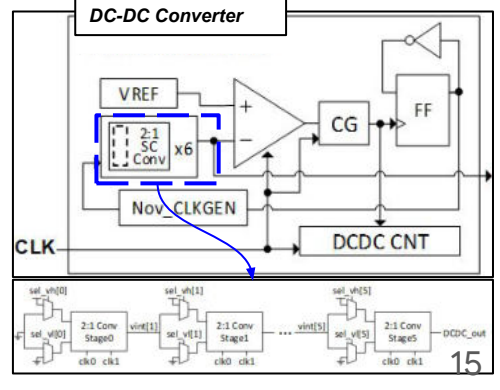 DC-DC Converter
VREF
+
−
2:1
SC
Conv
x6
CG
FF
Nov_CLKGEN
CLK
DCDC CNT
sel_vh[0]
sel_vh[1]
sel_vh[5]
sel_vl[0]
2:1 Conv
Stage0
vint[1]
sel_vl[1]
2:1 Conv
Stage1
...
vint[5]
sel_vl[5]
2:1 Conv
Stage5
DCDC_out
clk0 clk1
clk0 clk1
clk0 clk1
15